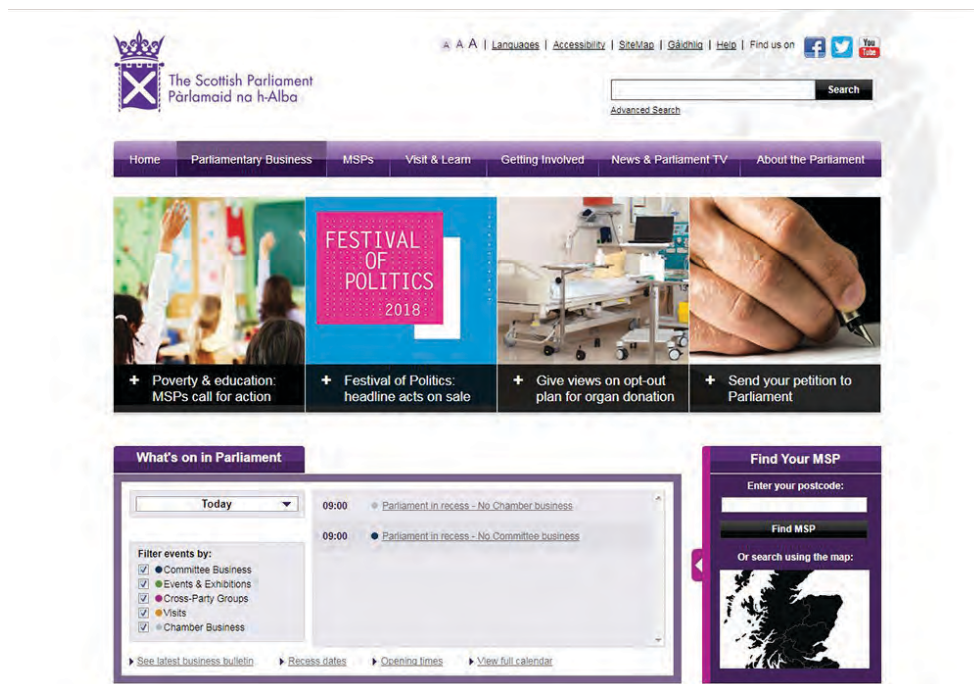 A A A | Languages | Accessibility | SiteMap | Gàidhlig | Help | Find us on
You
Tube
The Scottish Parliament
Pàrlamaid na h-Alba
Search
Advanced Search
Home Parliamentary Business MSPs Visit & Learn Getting Involved News & Parliament TV About the Parliament
FESTIVAL
OF
POLITICS
2018
+ Poverty & education:
MSPs call for action
+ Festival of Politics:
headline acts on sale
+ Give views on opt-out
plan for organ donation
+ Send your petition to
Parliament
What's on in Parliament
Today
Filter events by:
Committee Business
Events & Exhibitions
Cross-Party Groups
Visits
Chamber Business
09:00 Parliament in recess - No Chamber business
09:00 Parliament in recess - No Committee business
See latest business bulletin Recess dates Opening times View full calendar
Find Your MSP
Enter your postcode:
Find MSP
Or search using the map: